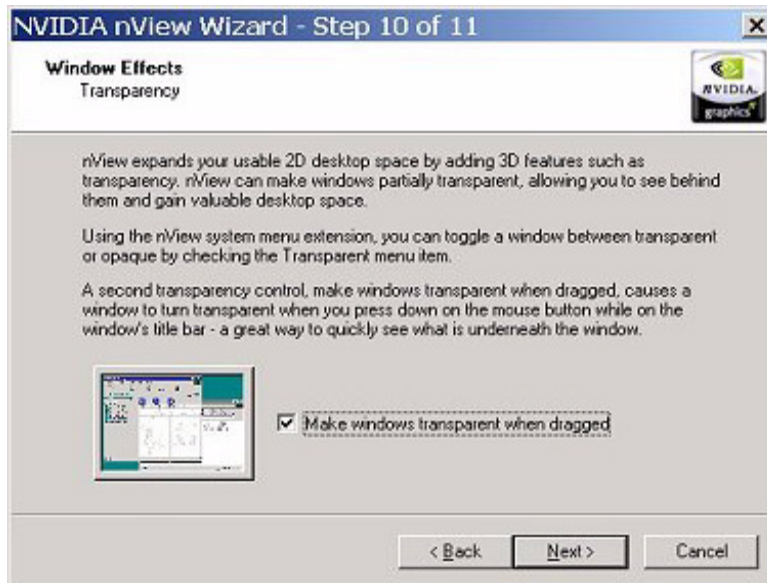 NVIDIA nView Wizard - Step 10 of 11
Window Effects
Transparency
NVIDIA.
graphics
nView expands your usable 2D desktop space by adding 3D features such as
transparency. nView can make windows partially transparent, allowing you to see behind
them and gain valuable desktop space.
Using the nView system menu extension, you can toggle a window between transparent
or opaque by checking the Transparent menu item.
A second transparency control, make windows transparent when dragged, causes a
window to turn transparent when you press down on the mouse button while on the
window's title bar - a great way to quickly see what is underneath the window.
Make windows transparent when dragged
< Back Next > Cancel